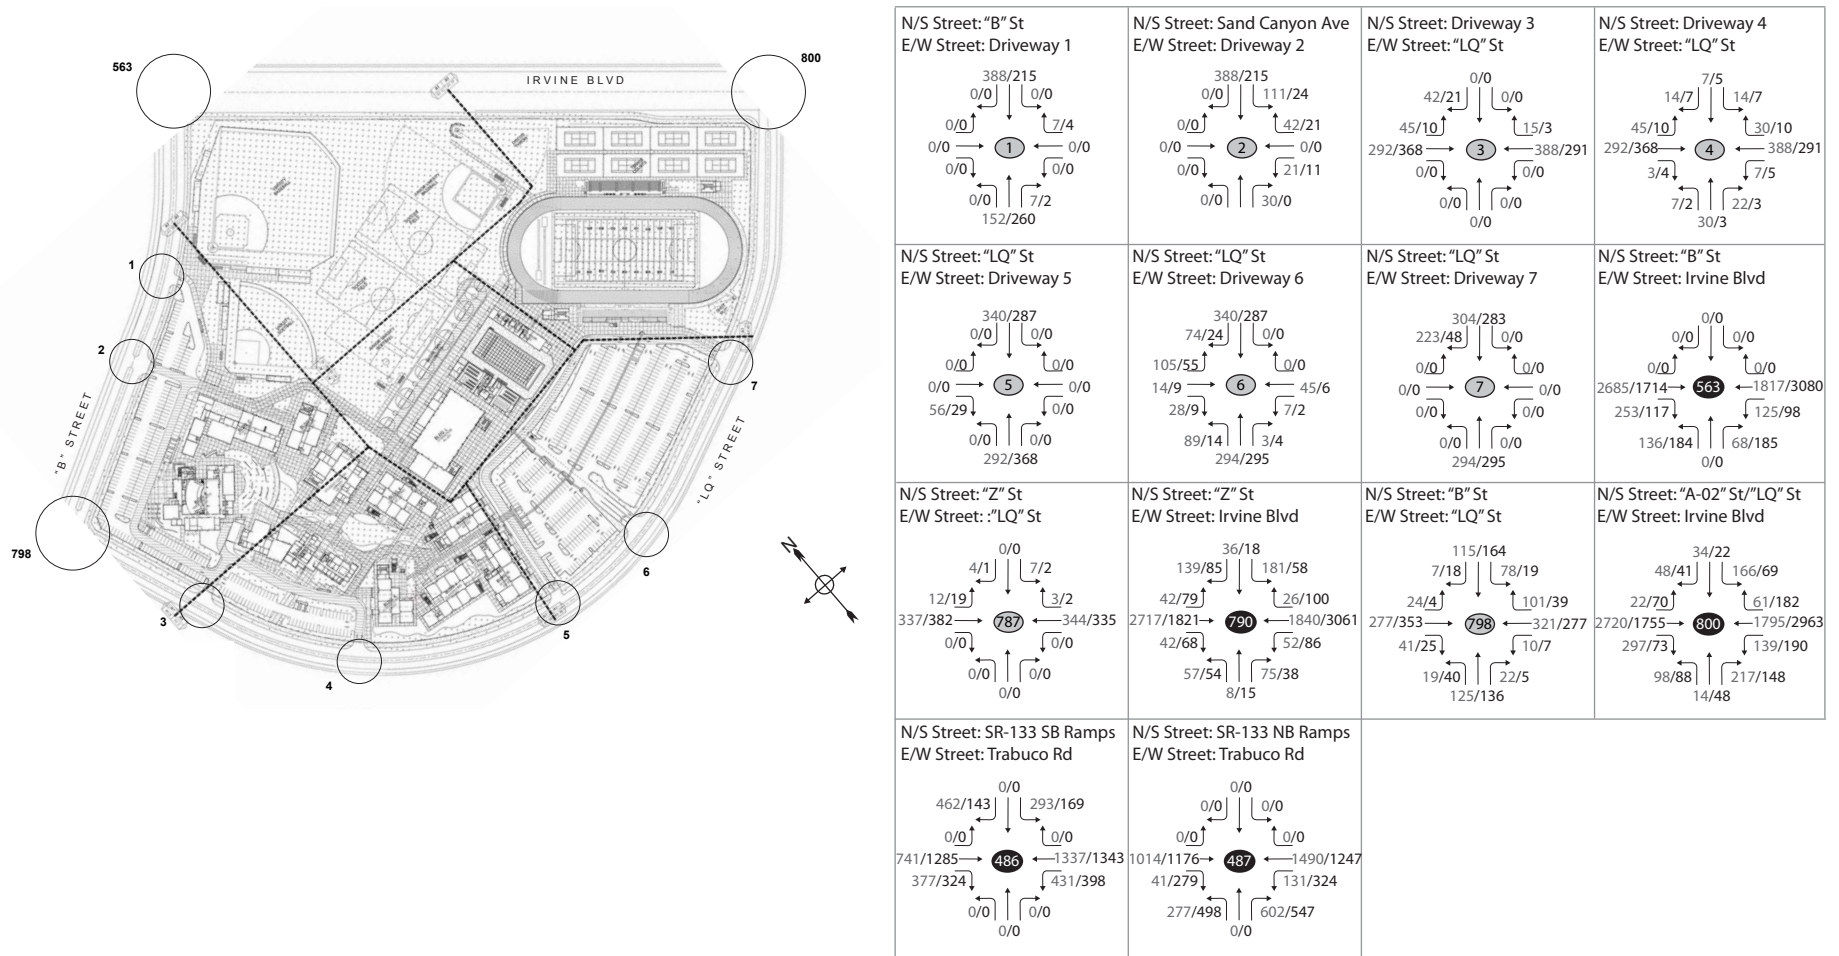 563
IRVINE BLVD
800
1
2
7
"B" STREET
"LQ" STREET
798
3
4
5
6
N
N/S Street: “B” St
E/W Street: Driveway 1
388/215
0/0 0/0
0/0 7/4
0/0 1 0/0
0/0 0/0
0/0 7/2
152/260
N/S Street: Sand Canyon Ave
E/W Street: Driveway 2
388/215
0/0 111/24
0/0 42/21
0/0 2 0/0
0/0 21/11
0/0 30/0
N/S Street: Driveway 3
E/W Street: “LQ” St
0/0
42/21 0/0
45/10 15/3
292/368 3 388/291
0/0 0/0
0/0 0/0
0/0
N/S Street: Driveway 4
E/W Street: “LQ” St
7/5
14/7 14/7
45/10 30/10
292/368 4 388/291
3/4 7/5
7/2 22/3
30/3
N/S Street: “LQ” St
E/W Street: Driveway 5
340/287
0/0 0/0
0/0 0/0
0/0 5 0/0
56/29 0/0
0/0 0/0
292/368
N/S Street: “LQ” St
E/W Street: Driveway 6
340/287
74/24 0/0
105/55 0/0
14/9 6 45/6
28/9 7/2
89/14 3/4
294/295
N/S Street: “LQ” St
E/W Street: Driveway 7
304/283
223/48 0/0
0/0 0/0
0/0 7 0/0
0/0 0/0
0/0 0/0
294/295
N/S Street: “B” St
E/W Street: Irvine Blvd
0/0
0/0 0/0
0/0 0/0
2685/1714 563 1817/3080
253/117 125/98
136/184 68/185
0/0
N/S Street: “Z” St
E/W Street: :”LQ” St
0/0
4/1 7/2
12/19 3/2
337/382 787 344/335
0/0 0/0
0/0 0/0
0/0
N/S Street: “Z” St
E/W Street: Irvine Blvd
36/18
139/85 181/58
42/79 26/100
2717/1821 790 1840/3061
42/68 52/86
57/54 75/38
8/15
N/S Street: “B” St
E/W Street: “LQ” St
115/164
7/18 78/19
24/4 101/39
277/353 798 321/277
41/25 10/7
19/40 22/5
125/136
N/S Street: “A-02” St/”LQ” St
E/W Street: Irvine Blvd
34/22
48/41 166/69
22/70 61/182
2720/1755 800 1795/2963
297/73 139/190
98/88 217/148
14/48
N/S Street: SR-133 SB Ramps
E/W Street: Trabuco Rd
0/0
462/143 293/169
0/0 0/0
741/1285 486 1337/1343
377/324 431/398
0/0 0/0
0/0
N/S Street: SR-133 NB Ramps
E/W Street: Trabuco Rd
0/0
0/0 0/0
0/0 0/0
1014/1176 487 1490/1247
41/279 131/324
277/498 602/547
0/0